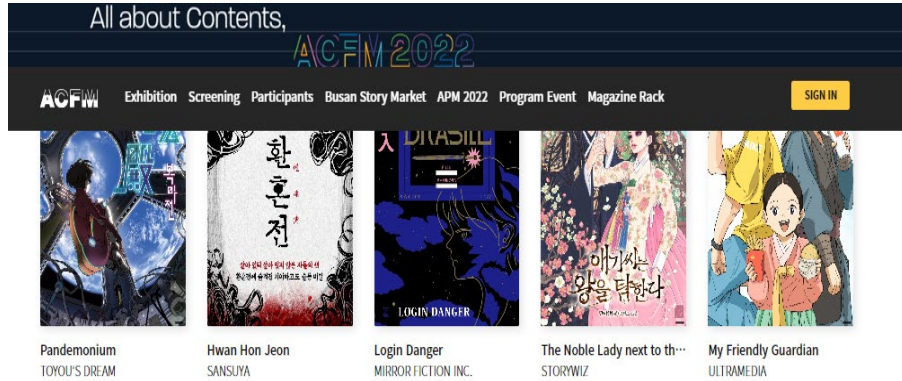 All about Contents,
ACFM 2022
ACFM Exhibition Screening Participants Busan Story Market APM 2022 Program Event Magazine Rack SIGN IN
환
혼
전
DRASILL
애기씨는
왕을 탐한다
LOGIN DANGER
Pandemonium Hwan Hon Jeon Login Danger The Noble Lady next to th··· My Friendly Guardian
TOYOU'S DREAM SANSUYA MIRROR FICTION INC. STORYWIZ ULTRAMEDIA